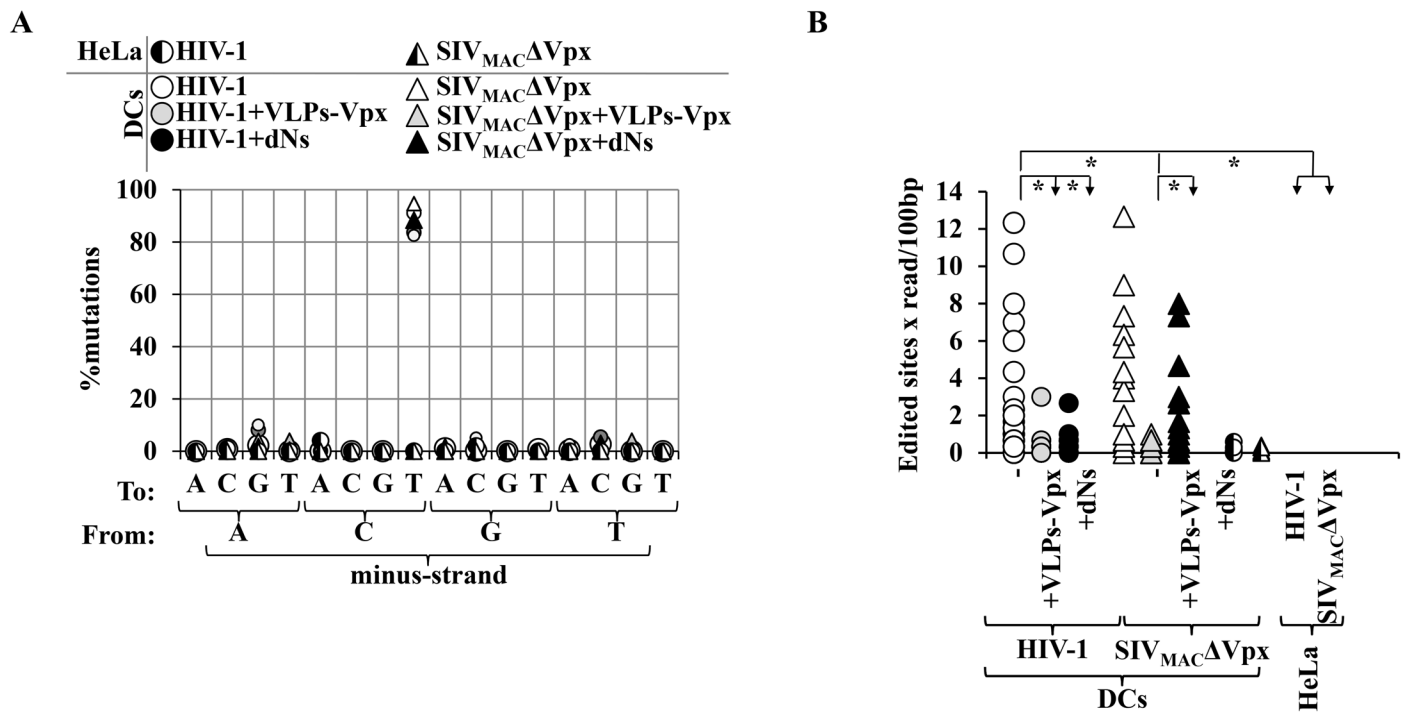 A
HeLa HIV-1 SIVMACΔVpx
DCs
HIV-1 SIVMACΔVpx
HIV-1+VLPs-Vpx SIVMACΔVpx+VLPs-Vpx
HIV-1+dNs SIVMACΔVpx+dNs
%mutations
100
80
60
40
20
0
To: A C G T A C G T A C G T A C G T
From: A C G T
minus-strand
B
* *
* * *
Edited sites x read/100bp
14
12
10
8
6
4
2
0
-
+VLPs-Vpx
+dNs
-
+VLPs-Vpx
+dNs
HIV-1
SIVMACΔVpx
HIV-1 SIVMACΔVpx
DCs
HeLa